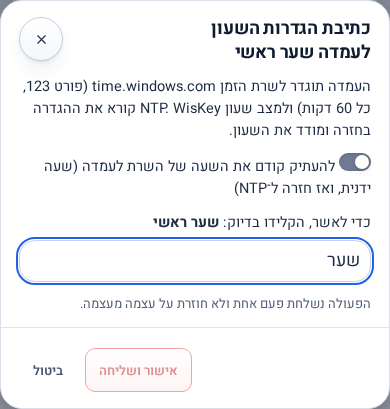 כתיבת הגדרות השעון
לעמדה שער ראשי
העמדה תוגדר לשרת הזמן time.windows.com (פורט 123,
כל 60 דקות) ולמצב שעון NTP. WisKey קורא את ההגדרה
בחזרה ומודד את השעון.
להעתיק קודם את השעה של השרת לעמדה (שעה
ידנית, ואז חזרה ל־NTP)
כדי לאשר, הקלידו בדיוק: שער ראשי
שער
הפעולה נשלחת פעם אחת ולא חוזרת על עצמה מעצמה.
אישור ושליחה
ביטול